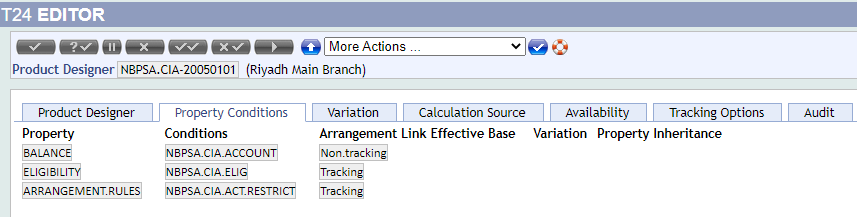 T24 EDITOR
More Actions ...
Product Designer NBPSA.CIA-20050101 (Riyadh Main Branch)
Product Designer Property Conditions Variation Calculation Source Availability Tracking Options Audit
Property Conditions Arrangement Link Effective Base Variation Property Inheritance
BALANCE NBPSA.CIA.ACCOUNT Non.tracking
ELIGIBILITY NBPSA.CIA.ELIG Tracking
ARRANGEMENT.RULES NBPSA.CIA.ACT.RESTRICT Tracking